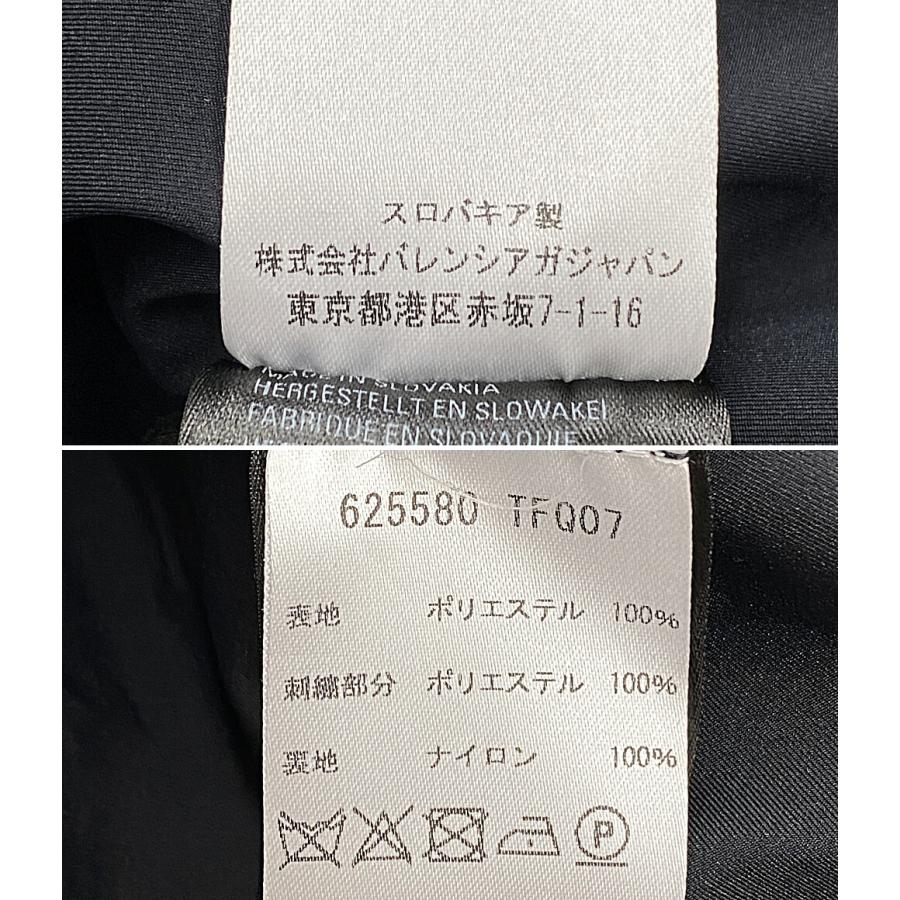 スロバキア製
株式会社バレンシアガジャパン
東京都港区赤坂7-1-16
MADE IN SLOVAKIA
HERGESTELLT EN SLOWAKEI
FABRIQUE EN SLOVAQUIE
625580 TFQ07
表地 ポリエステル 100%
刺繍部分 ポリエステル 100%
裏地 ナイロン 100%
P